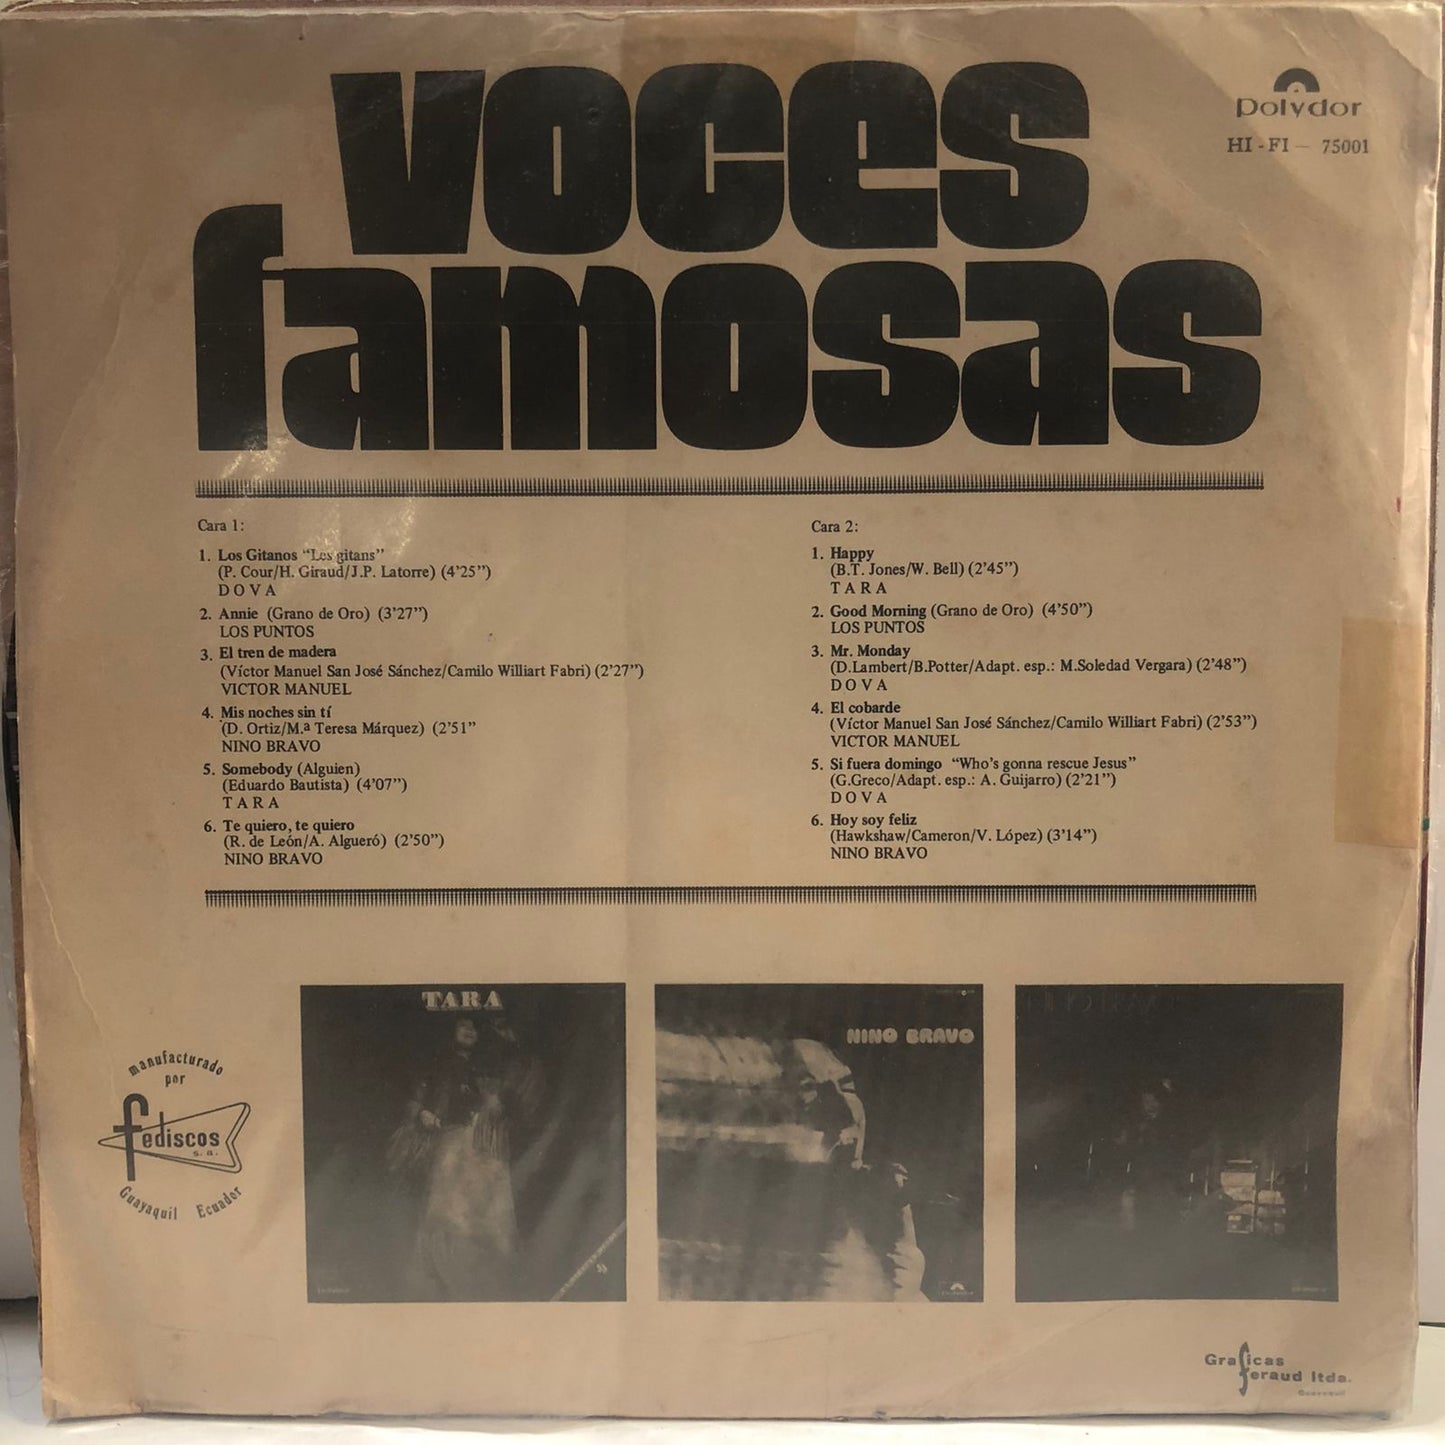 voces
famosas
Polydor
HI - FI - 75001
Cara 1:
1. Los Gitanos "Les gitans"
(P. Cour/H. Giraud/J.P. Latorre) (4'25")
D O V A
2. Annie (Grano de Oro) (3'27")
LOS PUNTOS
3. El tren de madera
(Víctor Manuel San José Sánchez/Camilo Williart Fabri) (2'27")
VICTOR MANUEL
4. Mis noches sin tí
(D. Ortiz/M.ª Teresa Márquez) (2'51"
NINO BRAVO
5. Somebody (Alguien)
(Eduardo Bautista) (4'07")
T A R A
6. Te quiero, te quiero
(R. de León/A. Algueró) (2'50")
NINO BRAVO
Cara 2:
1. Happy
(B.T. Jones/W. Bell) (2'45")
T A R A
2. Good Morning (Grano de Oro) (4'50")
LOS PUNTOS
3. Mr. Monday
(D.Lambert/B.Potter/Adapt. esp.: M.Soledad Vergara) (2'48")
D O V A
4. El cobarde
(Víctor Manuel San José Sánchez/Camilo Williart Fabri) (2'53")
VICTOR MANUEL
5. Si fuera domingo "Who's gonna rescue Jesus"
(G.Greco/Adapt. esp.: A. Guijarro) (2'21")
D O V A
6. Hoy soy feliz
(Hawkshaw/Cameron/V. López) (3'14")
NINO BRAVO
TARA
NINO BRAVO
manufacturado
por
fediscos
s.a.
Guayaquil Ecuador
Graficas
feraud ltda.
Guayaquil